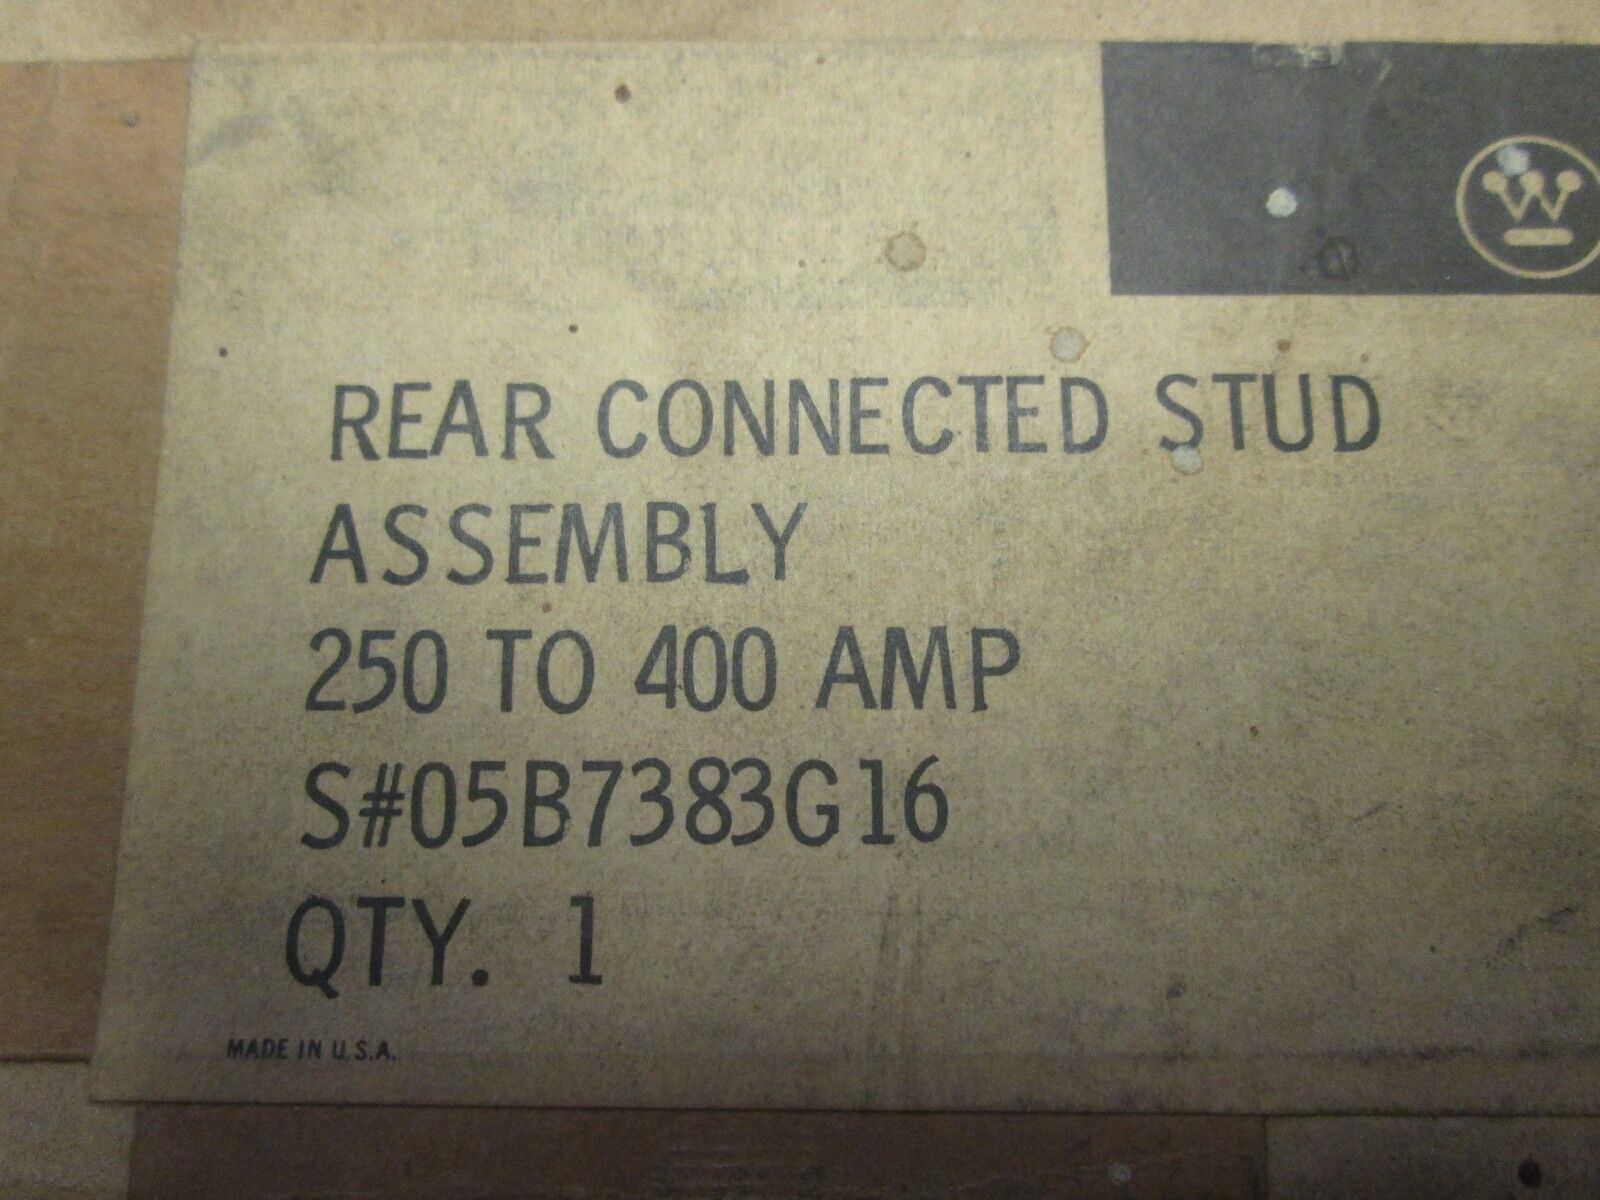 REAR CONNECTED STUD
ASSEMBLY
250 TO 400 AMP
S#05B7383G16
QTY. 1
MADE IN U.S.A.